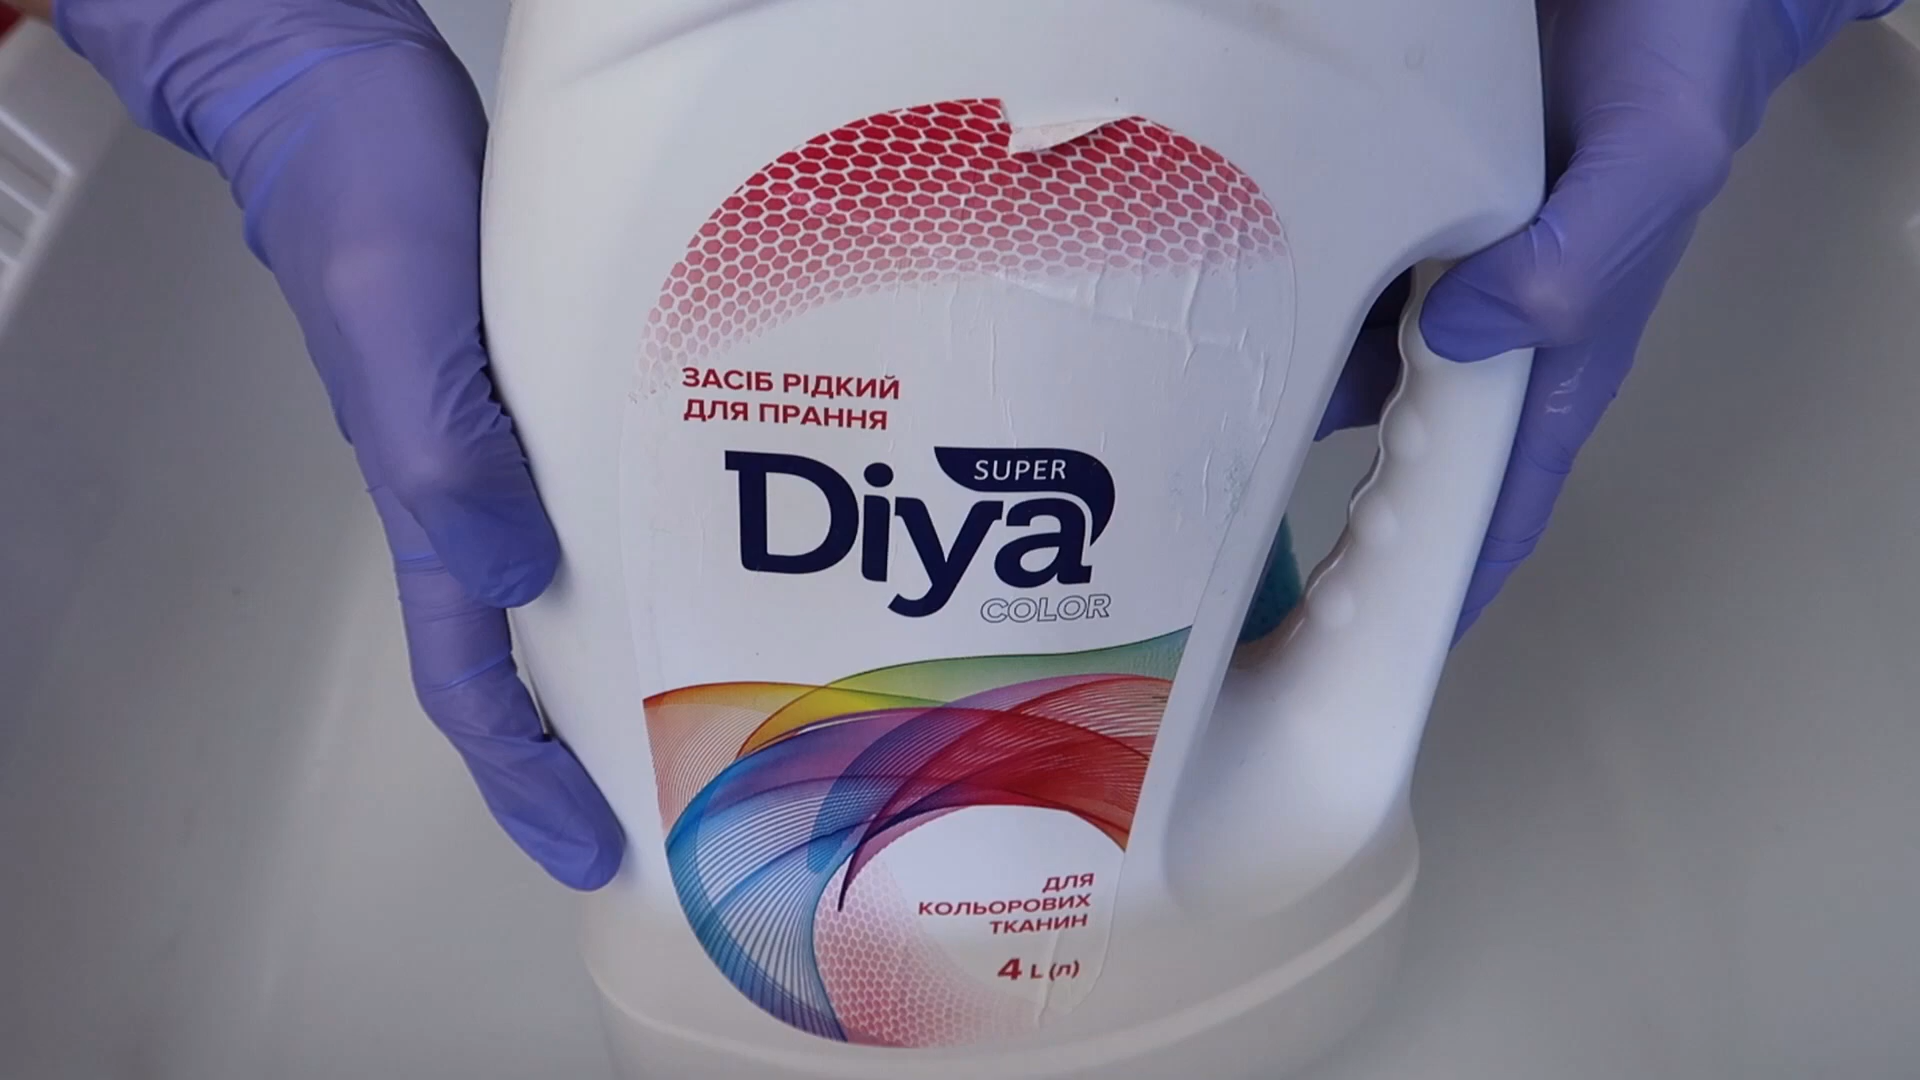 ЗАСІБ РІДКИЙ
ДЛЯ ПРАННЯ
SUPER
Diya
COLOR
ДЛЯ
КОЛЬОРОВИХ
ТКАНИН
4 L (л)